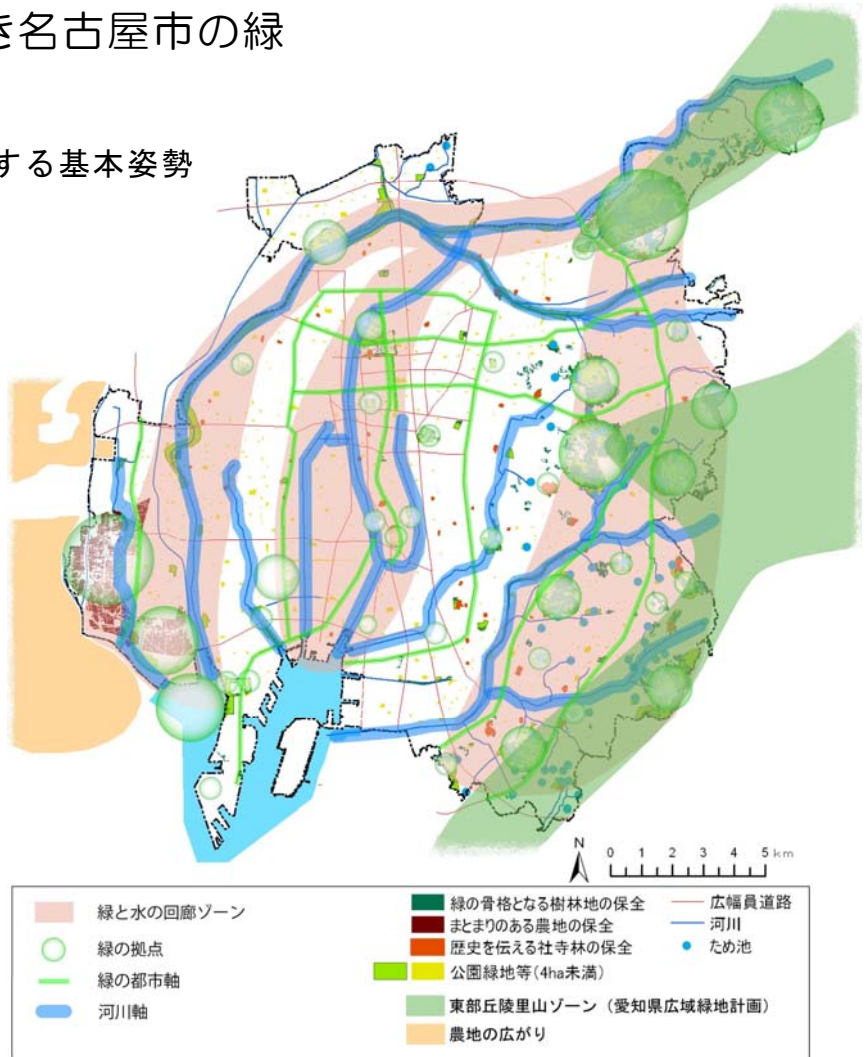 き名古屋市の緑
する基本姿勢
N
0 1 2 3 4 5 km
緑と水の回廊ゾーン
緑の拠点
緑の都市軸
河川軸
緑の骨格となる樹林地の保全
まとまりのある農地の保全
歴史を伝える社寺林の保全
公園緑地等(4ha未満)
東部丘陵里山ゾーン（愛知県広域緑地計画）
農地の広がり
広幅員道路
河川
ため池